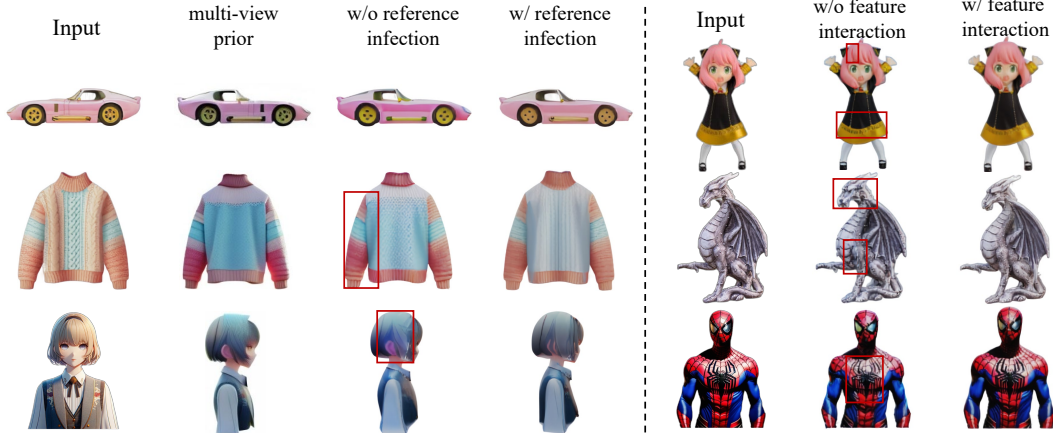 Input
multi-view
prior
w/o reference
infection
w/ reference
infection
Input
w/o feature
interaction
w/ feature
interaction